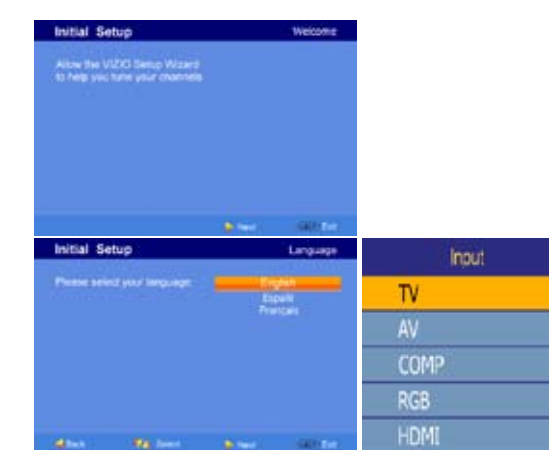 Initial Setup Welcome
Allow the VIZIO Setup Wizard
to help you tune your channels
Next Exit
Initial Setup Language
Please select your language: English
Español
Français
Back Select Next Exit
Input
TV
AV
COMP
RGB
HDMI